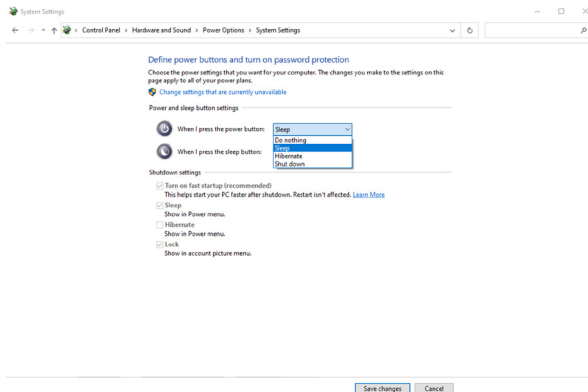 System Settings
Control Panel > Hardware and Sound > Power Options > System Settings
Define power buttons and turn on password protection
Choose the power settings that you want for your computer. The changes you make to the settings on this
page apply to all of your power plans.
Change settings that are currently unavailable
Power and sleep button settings
When I press the power button: Sleep
Do nothing
Sleep
When I press the sleep button:
Hibernate
Shut down
Shutdown settings
Turn on fast startup (recommended)
This helps start your PC faster after shutdown. Restart isn't affected. Learn More
Sleep
Show in Power menu.
Hibernate
Show in Power menu.
Lock
Show in account picture menu.
Save changes Cancel